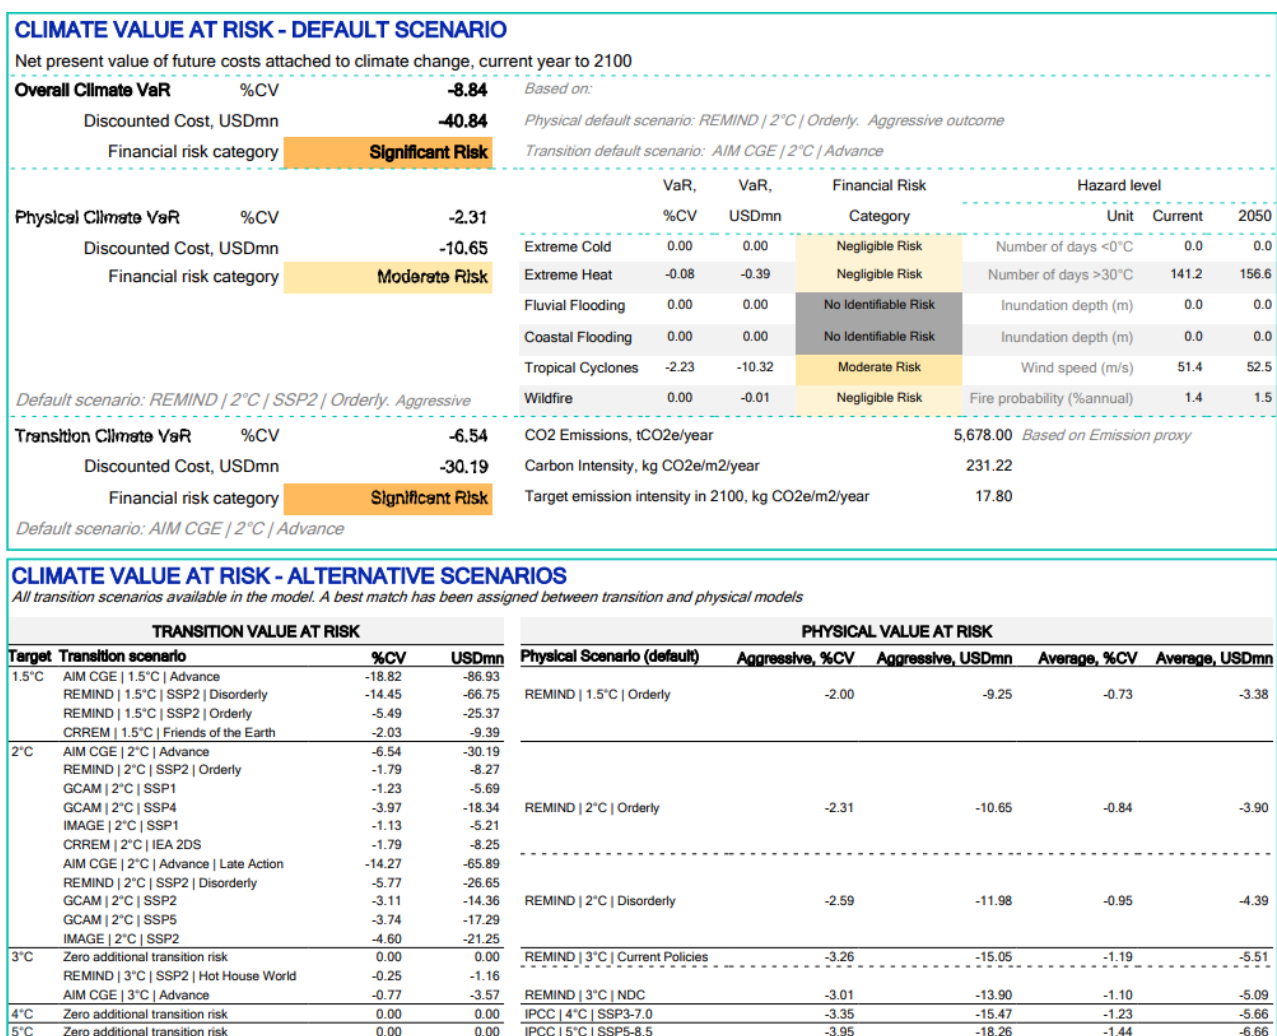 CLIMATE VALUE AT RISK - DEFAULT SCENARIO
Net present value of future costs attached to climate change, current year to 2100
Overall Climate VaR %CV -8.84 Based on:
Discounted Cost, USDmn -40.84 Physical default scenario: REMIND | 2°C | Orderly. Aggressive outcome
Financial risk category Significant Risk Transition default scenario: AIM CGE | 2°C | Advance
VaR, VaR, Financial Risk Hazard level
Physical Climate VaR %CV -2.31 %CV USDmn Category Unit Current 2050
Discounted Cost, USDmn -10.65 Extreme Cold 0.00 0.00 Negligible Risk Number of days <0°C 0.0 0.0
Financial risk category Moderate Risk Extreme Heat -0.08 -0.39 Negligible Risk Number of days >30°C 141.2 156.6
Fluvial Flooding 0.00 0.00 No Identifiable Risk Inundation depth (m) 0.0 0.0
Coastal Flooding 0.00 0.00 No Identifiable Risk Inundation depth (m) 0.0 0.0
Tropical Cyclones -2.23 -10.32 Moderate Risk Wind speed (m/s) 51.4 52.5
Default scenario: REMIND | 2°C | SSP2 | Orderly. Aggressive Wildfire 0.00 -0.01 Negligible Risk Fire probability (%annual) 1.4 1.5
Transition Climate VaR %CV -6.54 CO2 Emissions, tCO2e/year 5,678.00 Based on Emission proxy
Discounted Cost, USDmn -30.19 Carbon Intensity, kg CO2e/m2/year 231.22
Financial risk category Significant Risk Target emission intensity in 2100, kg CO2e/m2/year 17.80
Default scenario: AIM CGE | 2°C | Advance
CLIMATE VALUE AT RISK - ALTERNATIVE SCENARIOS
All transition scenarios available in the model. A best match has been assigned between transition and physical models
TRANSITION VALUE AT RISK PHYSICAL VALUE AT RISK
Target Transition scenario %CV USDmn Physical Scenario (default) Aggressive, %CV Aggressive, USDmn Average, %CV Average, USDmn
1.5°C AIM CGE | 1.5°C | Advance -18.82 -86.93
REMIND | 1.5°C | SSP2 | Disorderly -14.45 -66.75 REMIND | 1.5°C | Orderly -2.00 -9.25 -0.73 -3.38
REMIND | 1.5°C | SSP2 | Orderly -5.49 -25.37
CRREM | 1.5°C | Friends of the Earth -2.03 -9.39
2°C AIM CGE | 2°C | Advance -6.54 -30.19
REMIND | 2°C | SSP2 | Orderly -1.79 -8.27
GCAM | 2°C | SSP1 -1.23 -5.69
GCAM | 2°C | SSP4 -3.97 -18.34 REMIND | 2°C | Orderly -2.31 -10.65 -0.84 -3.90
IMAGE | 2°C | SSP1 -1.13 -5.21
CRREM | 2°C | IEA 2DS -1.79 -8.25
AIM CGE | 2°C | Advance | Late Action -14.27 -65.89
REMIND | 2°C | SSP2 | Disorderly -5.77 -26.65
GCAM | 2°C | SSP2 -3.11 -14.36 REMIND | 2°C | Disorderly -2.59 -11.98 -0.95 -4.39
GCAM | 2°C | SSP5 -3.74 -17.29
IMAGE | 2°C | SSP2 -4.60 -21.25
3°C Zero additional transition risk 0.00 0.00 REMIND | 3°C | Current Policies -3.26 -15.05 -1.19 -5.51
REMIND | 3°C | SSP2 | Hot House World -0.25 -1.16
AIM CGE | 3°C | Advance -0.77 -3.57 REMIND | 3°C | NDC -3.01 -13.90 -1.10 -5.09
4°C Zero additional transition risk 0.00 0.00 IPCC | 4°C | SSP3-7.0 -3.35 -15.47 -1.23 -5.66
5°C Zero additional transition risk 0.00 0.00 IPCC | 5°C | SSP5-8.5 -3.95 -18.26 -1.44 -6.66